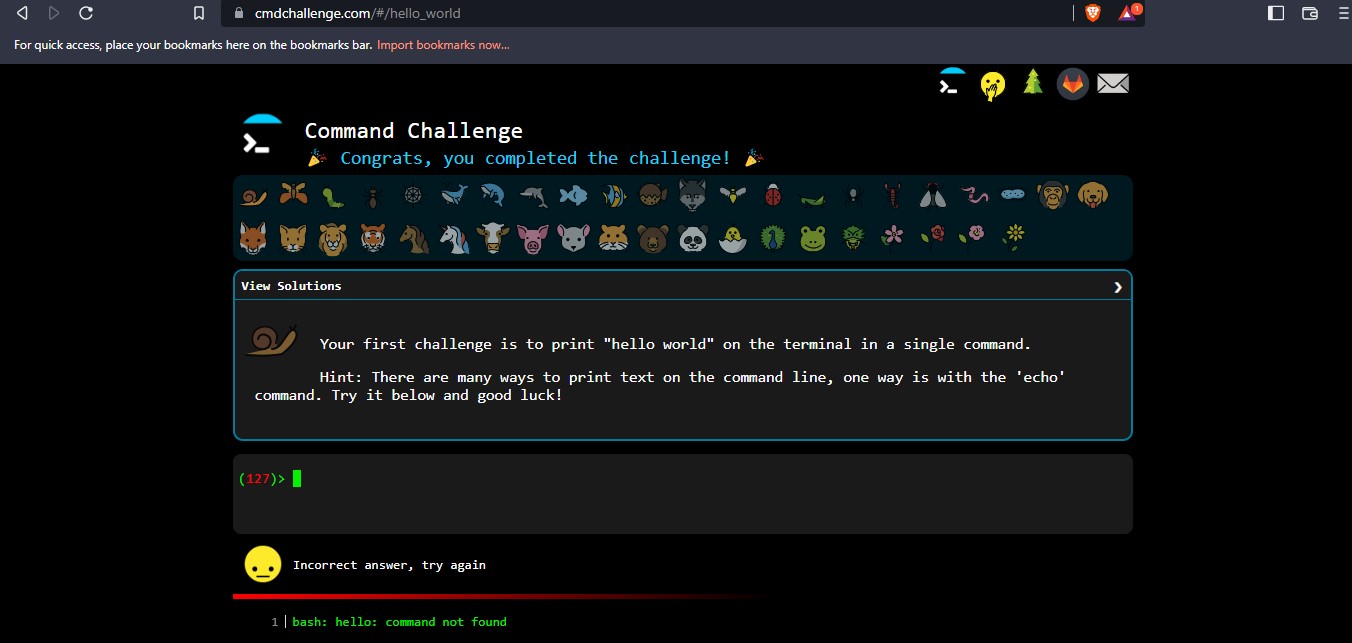 cmdchallenge.com/#/hello_world
1
For quick access, place your bookmarks here on the bookmarks bar. Import bookmarks now...
Command Challenge
Congrats, you completed the challenge!
View Solutions
Your first challenge is to print "hello world" on the terminal in a single command.
Hint: There are many ways to print text on the command line, one way is with the 'echo'
command. Try it below and good luck!
(127)>
Incorrect answer, try again
1 bash: hello: command not found